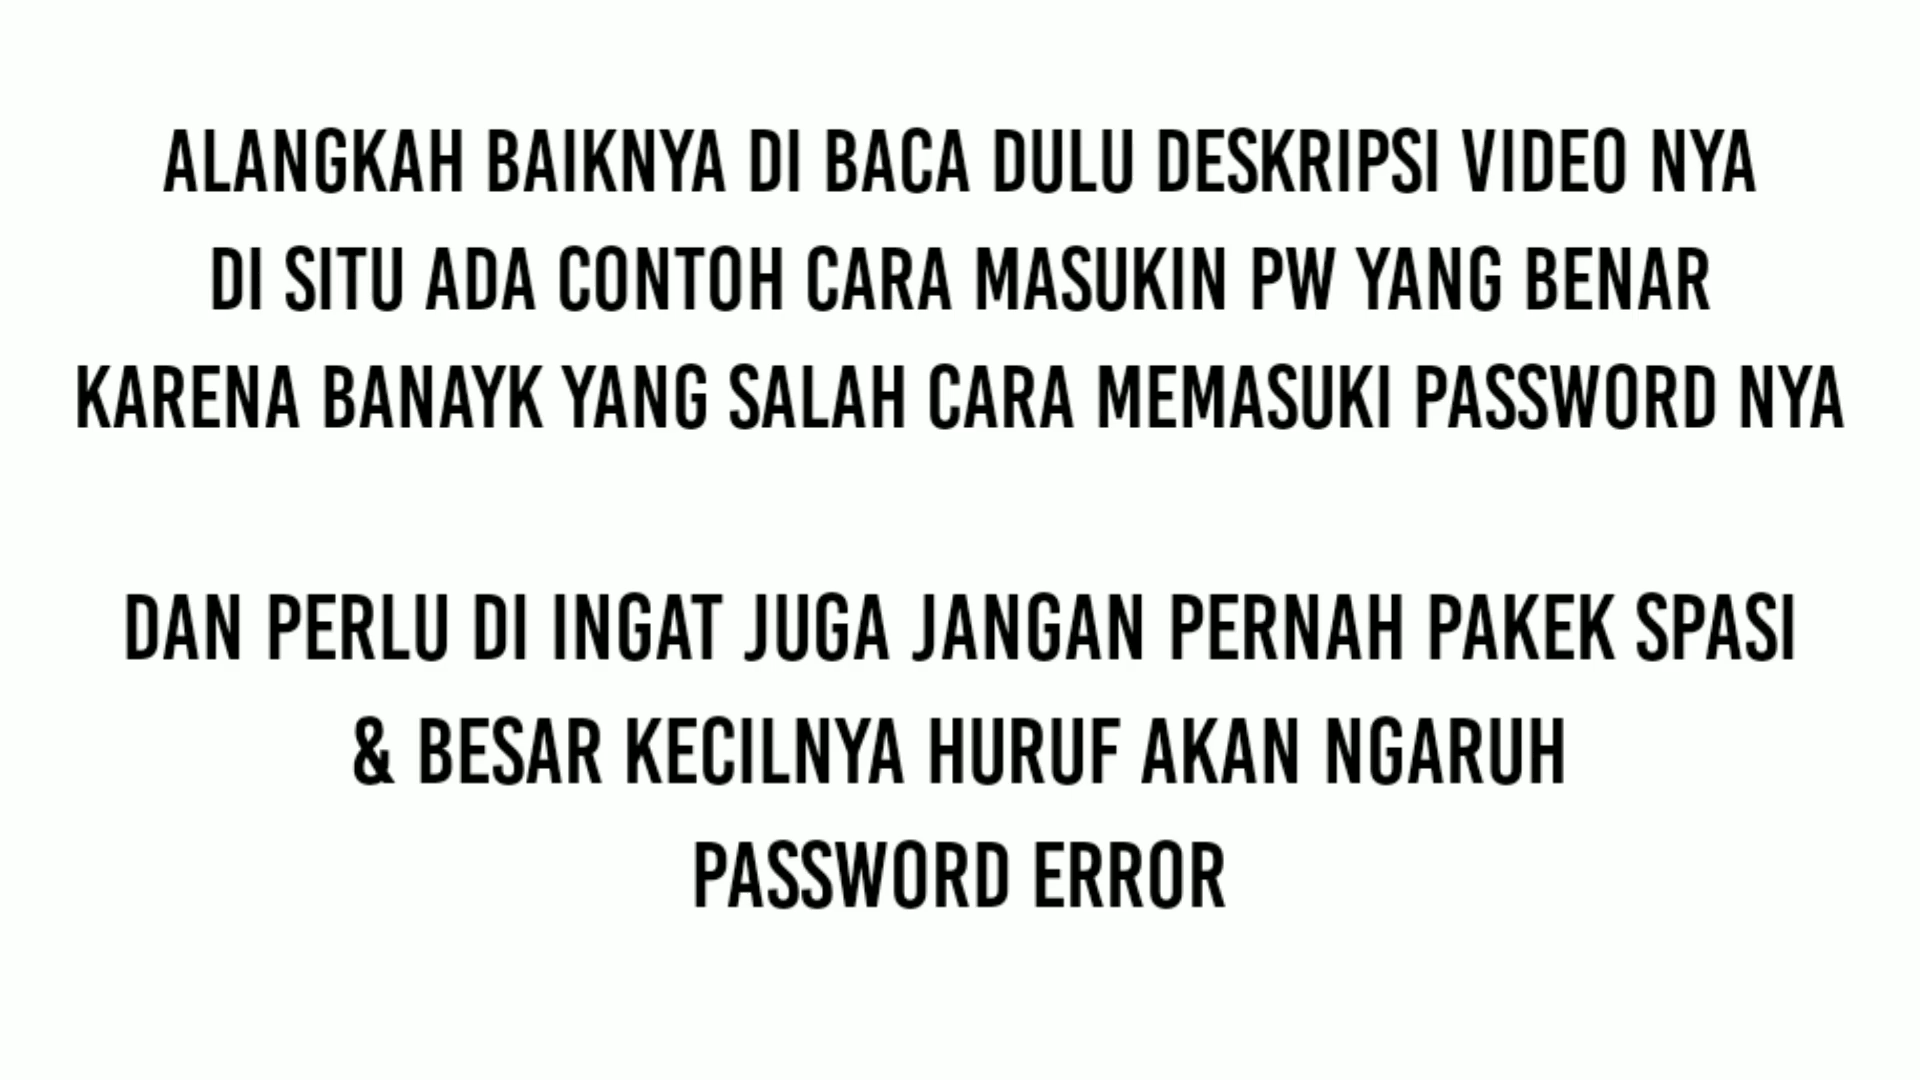 ALANGKAH BAIKNYA DI BACA DULU DESKRIPSI VIDEO NYA
DI SITU ADA CONTOH CARA MASUKIN PW YANG BENAR
KARENA BANAYK YANG SALAH CARA MEMASUKI PASSWORD NYA
DAN PERLU DI INGAT JUGA JANGAN PERNAH PAKEK SPASI
& BESAR KECILNYA HURUF AKAN NGARUH
PASSWORD ERROR